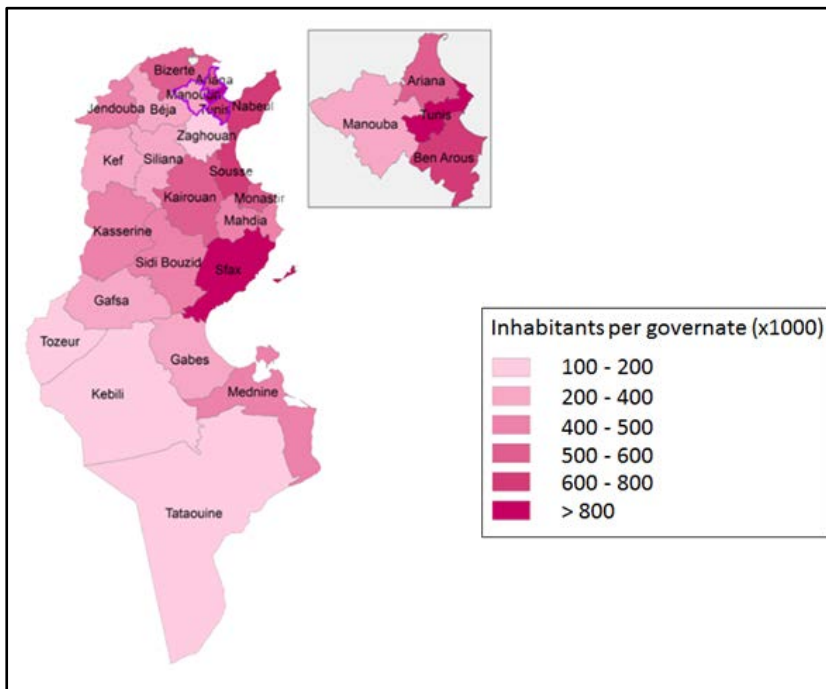 Bizerte
Ariana
Manouba
Tunis
Nabeul
Jendouba
Béja
Zaghouan
Kef
Siliana
Sousse
Kairouan
Monastir
Kasserine
Mahdia
Sidi Bouzid
Sfax
Gafsa
Tozeur
Gabes
Kebili
Mednine
Tataouine
Ariana
Manouba
Tunis
Ben Arous
Inhabitants per governate (x1000)
100 - 200
200 - 400
400 - 500
500 - 600
600 - 800
> 800